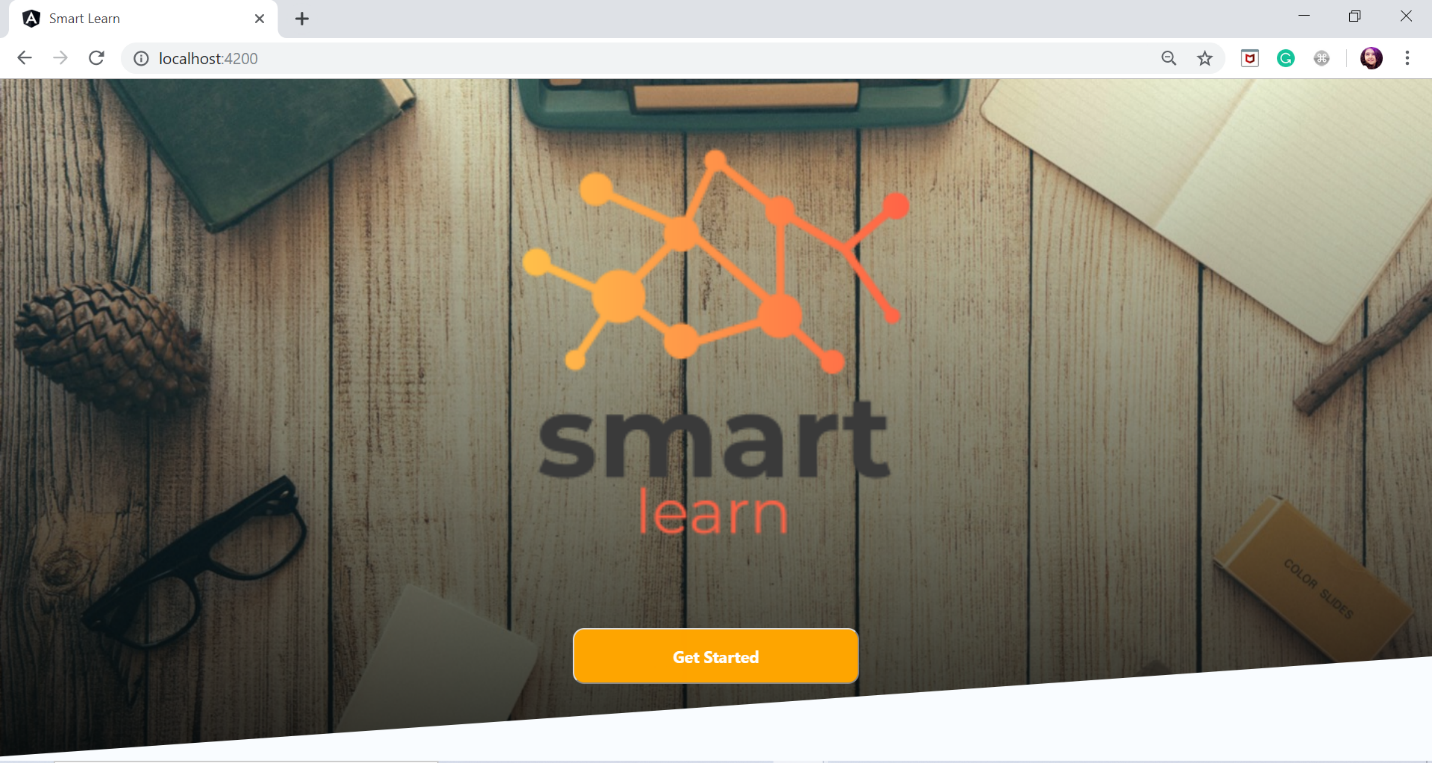 Smart Learn
localhost:4200
smart
learn
COLOR SLIDES
Get Started